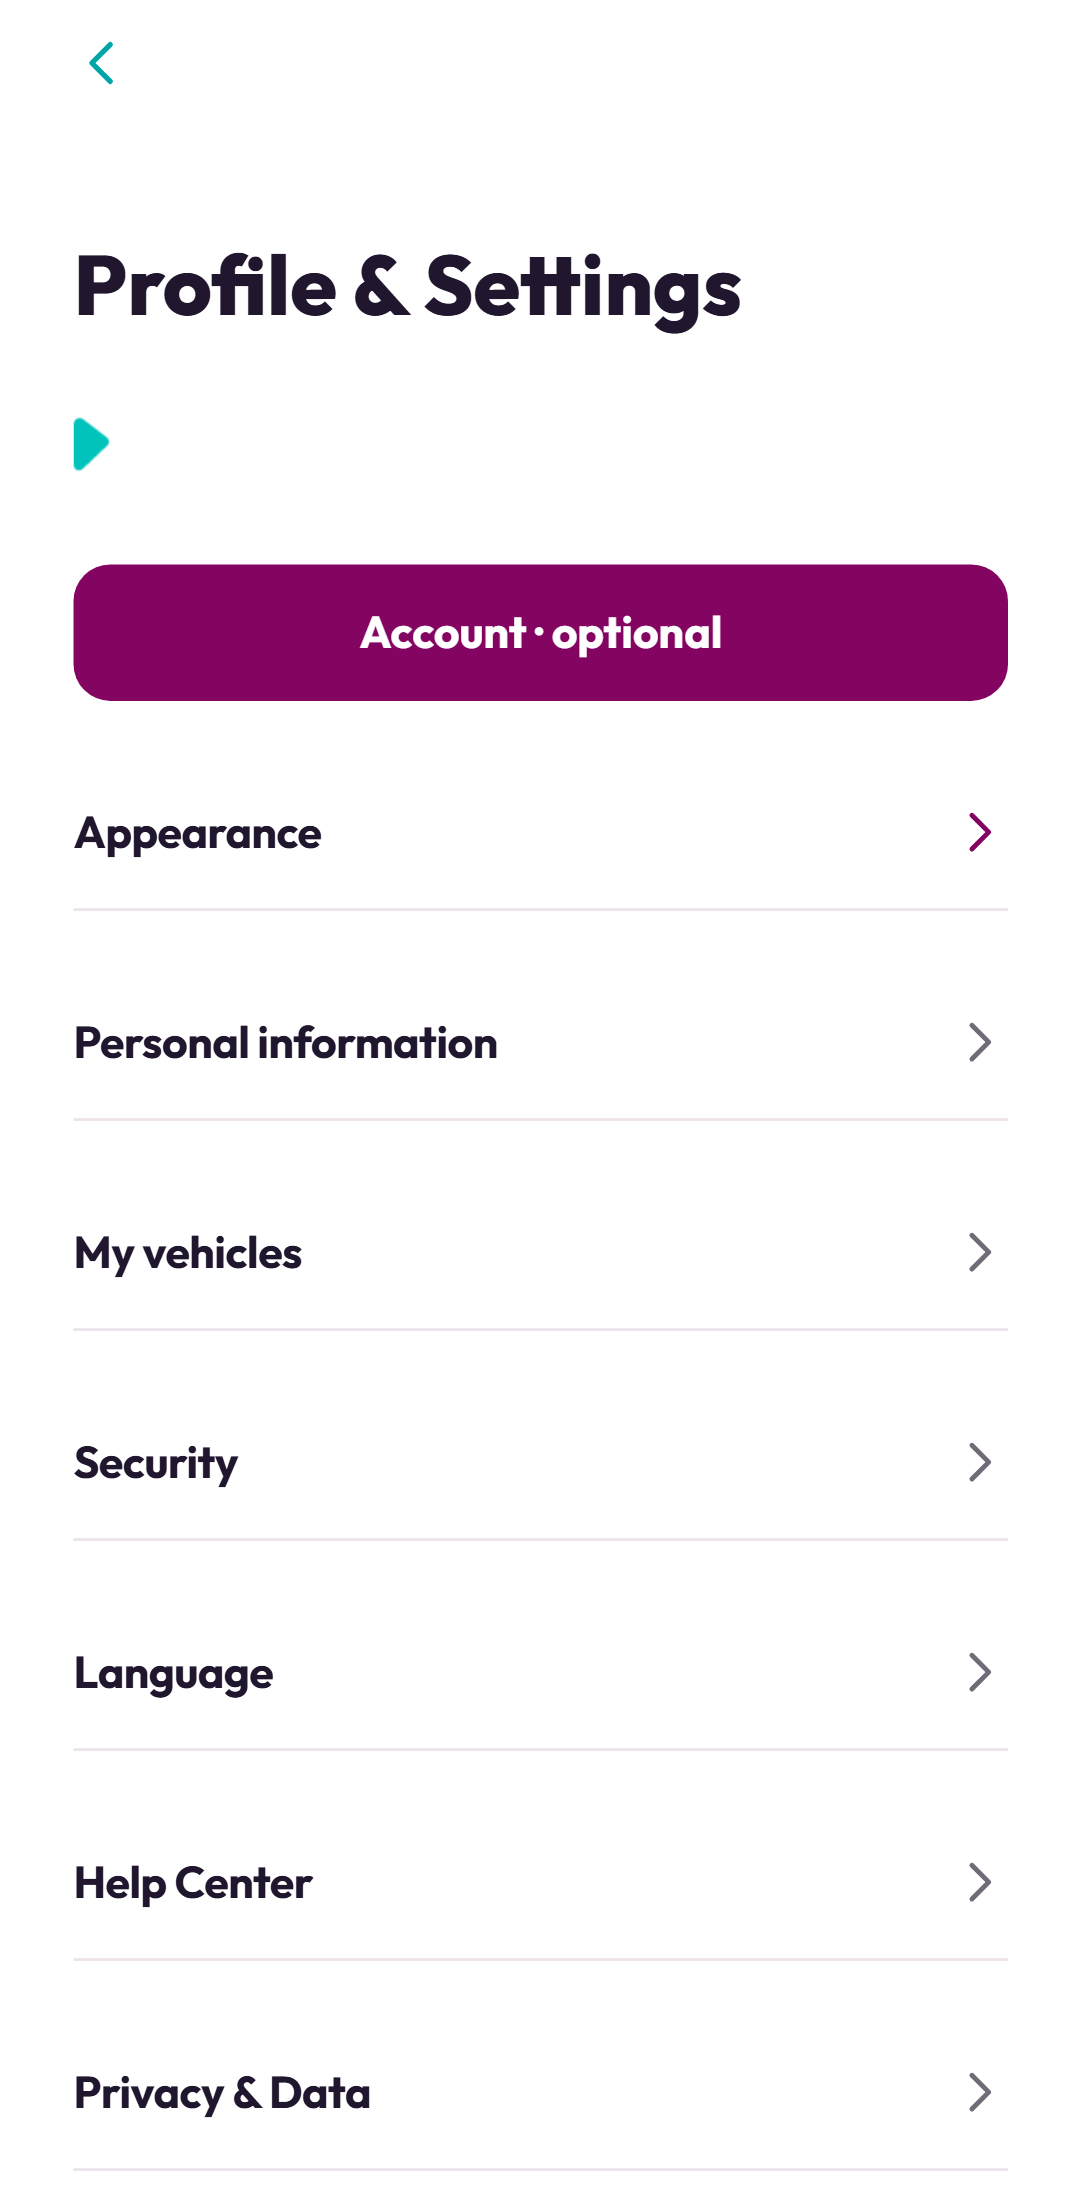 Profile & Settings
Account · optional
Appearance
Personal information
My vehicles
Security
Language
Help Center
Privacy & Data